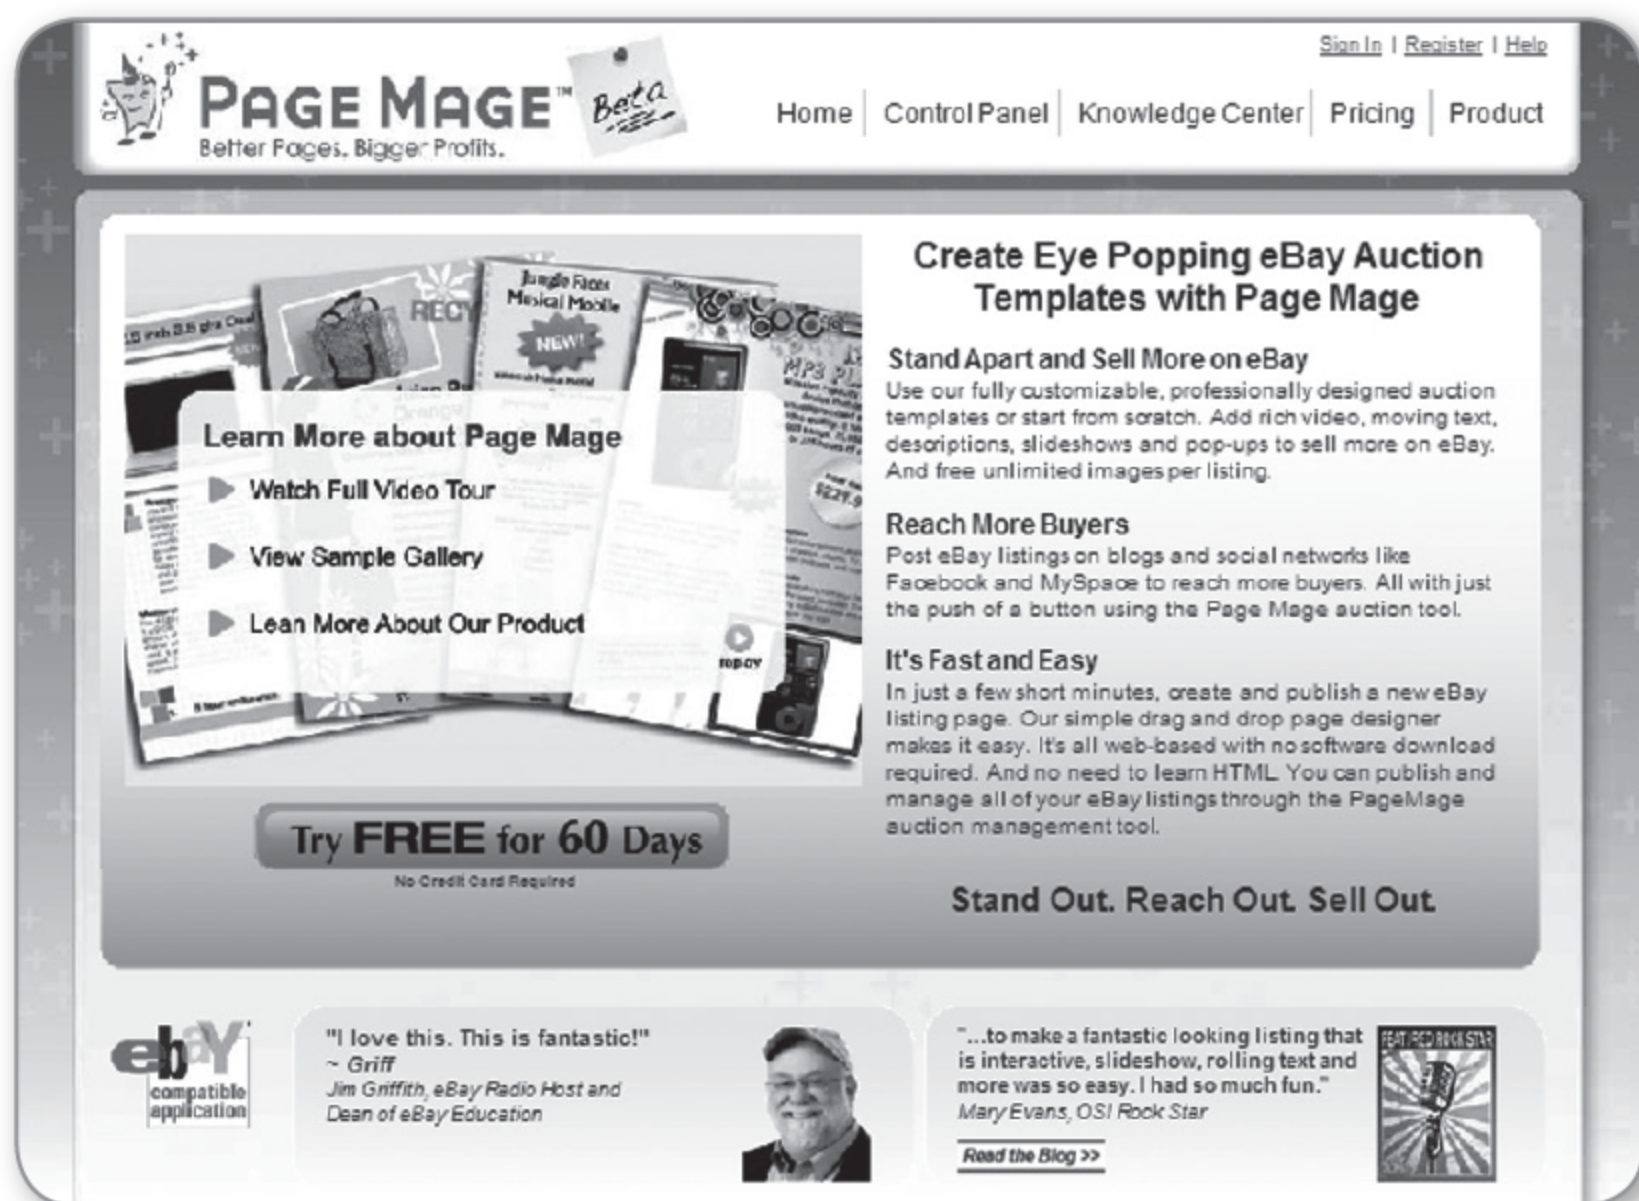 Sign In | Register | Help
PAGE MAGE™
Beta
Better Pages. Bigger Profits.
Home
Control Panel
Knowledge Center
Pricing
Product
Jungle Faces
Musical Mobile
NEW!
RECY
MP3 PL
Learn More about Page Mage
Watch Full Video Tour
View Sample Gallery
Lean More About Our Product
Try FREE for 60 Days
No Credit Card Required
Create Eye Popping eBay Auction
Templates with Page Mage
Stand Apart and Sell More on eBay
Use our fully customizable, professionally designed auction
templates or start from scratch. Add rich video, moving text,
descriptions, slideshows and pop-ups to sell more on eBay.
And free unlimited images per listing.
Reach More Buyers
Post eBay listings on blogs and social networks like
Facebook and MySpace to reach more buyers. All with just
the push of a button using the Page Mage auction tool.
It's Fast and Easy
In just a few short minutes, create and publish a new eBay
listing page. Our simple drag and drop page designer
makes it easy. It's all web-based with no software download
required. And no need to learn HTML. You can publish and
manage all of your eBay listings through the PageMage
auction management tool.
Stand Out. Reach Out. Sell Out.
ebaY
compatible
application
"I love this. This is fantastic!"
~ Griff
Jim Griffith, eBay Radio Host and
Dean of eBay Education
"...to make a fantastic looking listing that
is interactive, slideshow, rolling text and
more was so easy. I had so much fun."
Mary Evans, OSI Rock Star
Read the Blog >>
FEATURED ROCK STAR